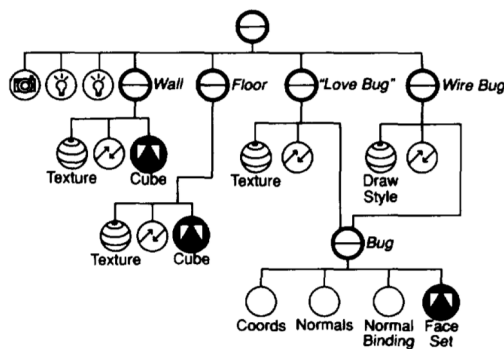 Wall
Floor
"Love Bug"
Wire Bug
Texture
Cube
Texture
Draw
Style
Texture
Cube
Bug
Coords
Normals
Normal
Binding
Face
Set